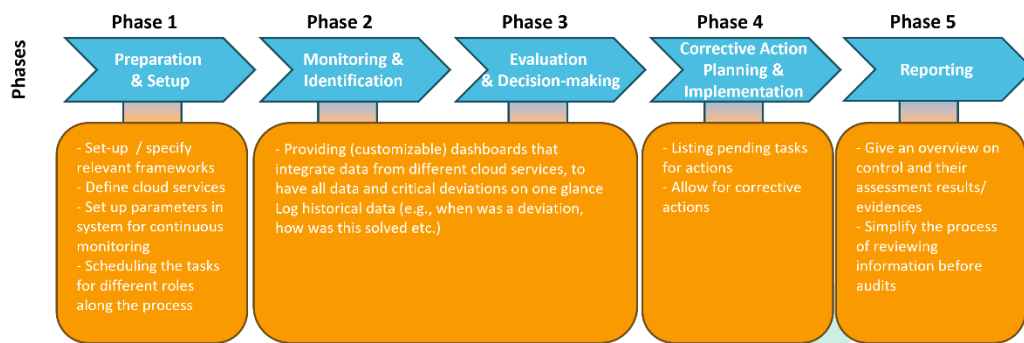 Phases
Phase 1
Phase 2
Phase 3
Phase 4
Phase 5
Preparation
& Setup
Monitoring &
Identification
Evaluation
& Decision-making
Corrective Action
Planning &
Implementation
Reporting
- Set-up / specify
relevant frameworks
- Define cloud services
- Set up parameters in
system for continuous
monitoring
- Scheduling the tasks
for different roles
along the process
- Providing (customizable) dashboards that
integrate data from different cloud services, to
have all data and critical deviations on one glance
Log historical data (e.g., when was a deviation,
how was this solved etc.)
- Listing pending tasks
for actions
- Allow for corrective
actions
- Give an overview on
control and their
assessment results/
evidences
- Simplify the process
of reviewing
information before
audits